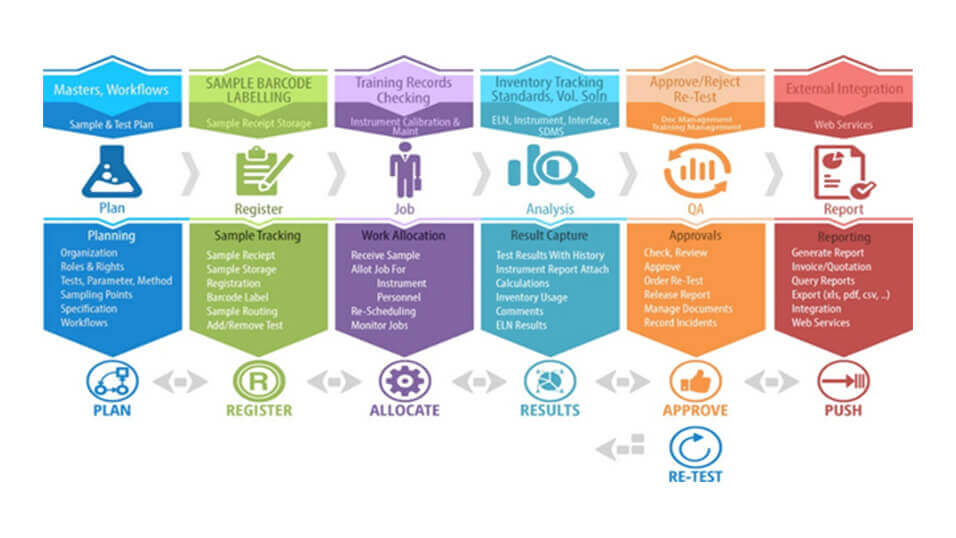 Masters, Workflows
Sample & Test Plan
SAMPLE BARCODE
LABELLING
Sample Receipt Storage
Training Records
Checking
Instrument Calibration &
Maint
Inventory Tracking
Standards, Vol. Soln
ELN, Instrument, Interface,
SDMS
Approve/Reject
Re-Test
Doc Management
Training Management
External Integration
Web Services
Plan
Register
Job
Analysis
QA
Report
Planning
Organization
Roles & Rights
Tests, Parameter, Method
Sampling Points
Specification
Workflows
Sample Tracking
Sample Reciept
Sample Storage
Registration
Barcode Label
Sample Routing
Add/Remove Test
Work Allocation
Receive Sample
Allot Job For
Instrument
Personnel
Re-Scheduling
Monitor Jobs
Result Capture
Test Results With History
Instrument Report Attach
Calculations
Inventory Usage
Comments
ELN Results
Approvals
Check, Review
Approve
Order Re-Test
Release Report
Manage Documents
Record Incidents
Reporting
Generate Report
Invoice/Quotation
Query Reports
Export (xls, pdf, csv, ..)
Integration
Web Services
R
PLAN
REGISTER
ALLOCATE
RESULTS
APPROVE
PUSH
RE-TEST